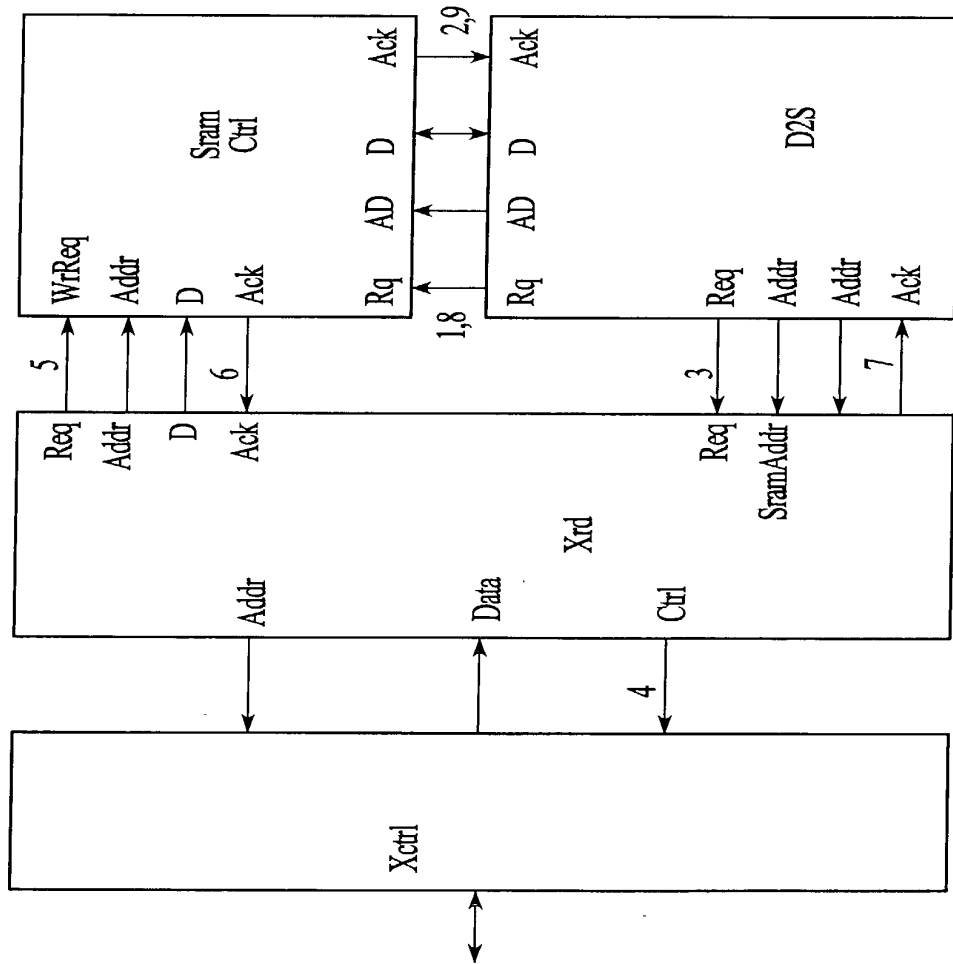 Xctrl
Addr
Data
Ctrl
4
Xrd
Req
Addr
D
Ack
Req
SramAddr
5
6
3
7
WrReq
Addr
D
Ack
Sram
Ctrl
Rq
AD
D
Ack
1,8
2,9
Rq
AD
D
Ack
D2S
Req
Addr
Addr
Ack